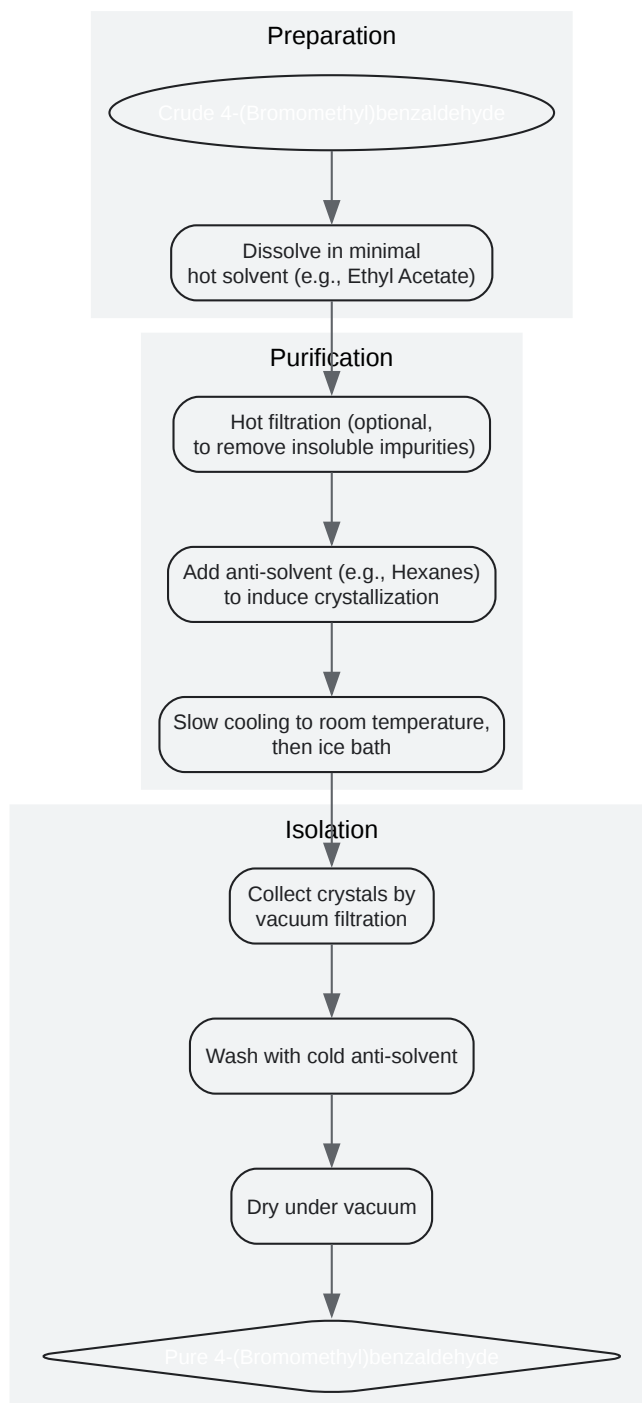 Preparation
Crude 4-(Bromomethyl)benzaldehyde
Dissolve in minimal
hot solvent (e.g., Ethyl Acetate)
Purification
Hot filtration (optional,
to remove insoluble impurities)
Add anti-solvent (e.g., Hexanes)
to induce crystallization
Slow cooling to room temperature,
then ice bath
Isolation
Collect crystals by
vacuum filtration
Wash with cold anti-solvent
Dry under vacuum
Pure 4-(Bromomethyl)benzaldehyde